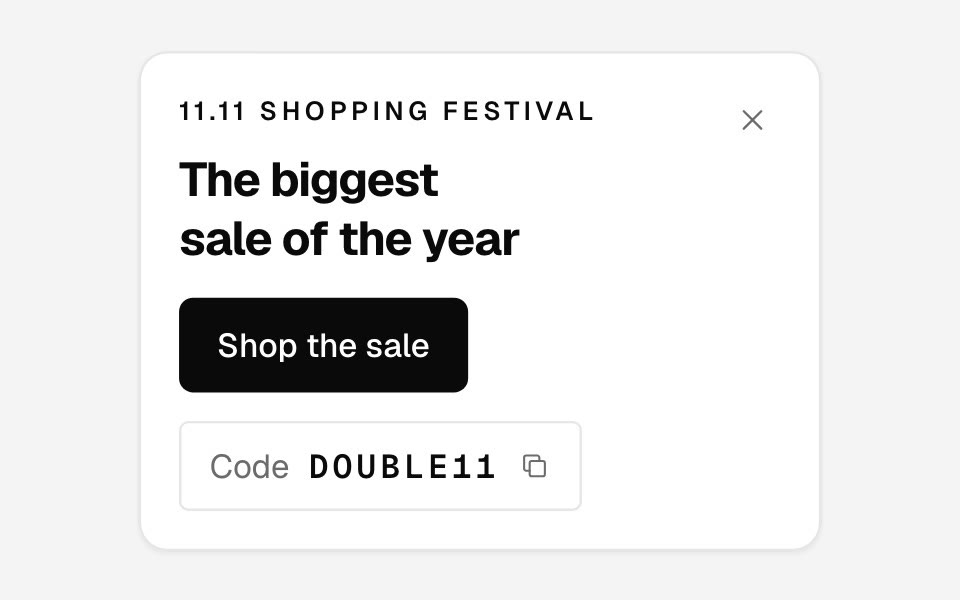 11.11 SHOPPING FESTIVAL
The biggest
sale of the year
Shop the sale
Code DOUBLE11